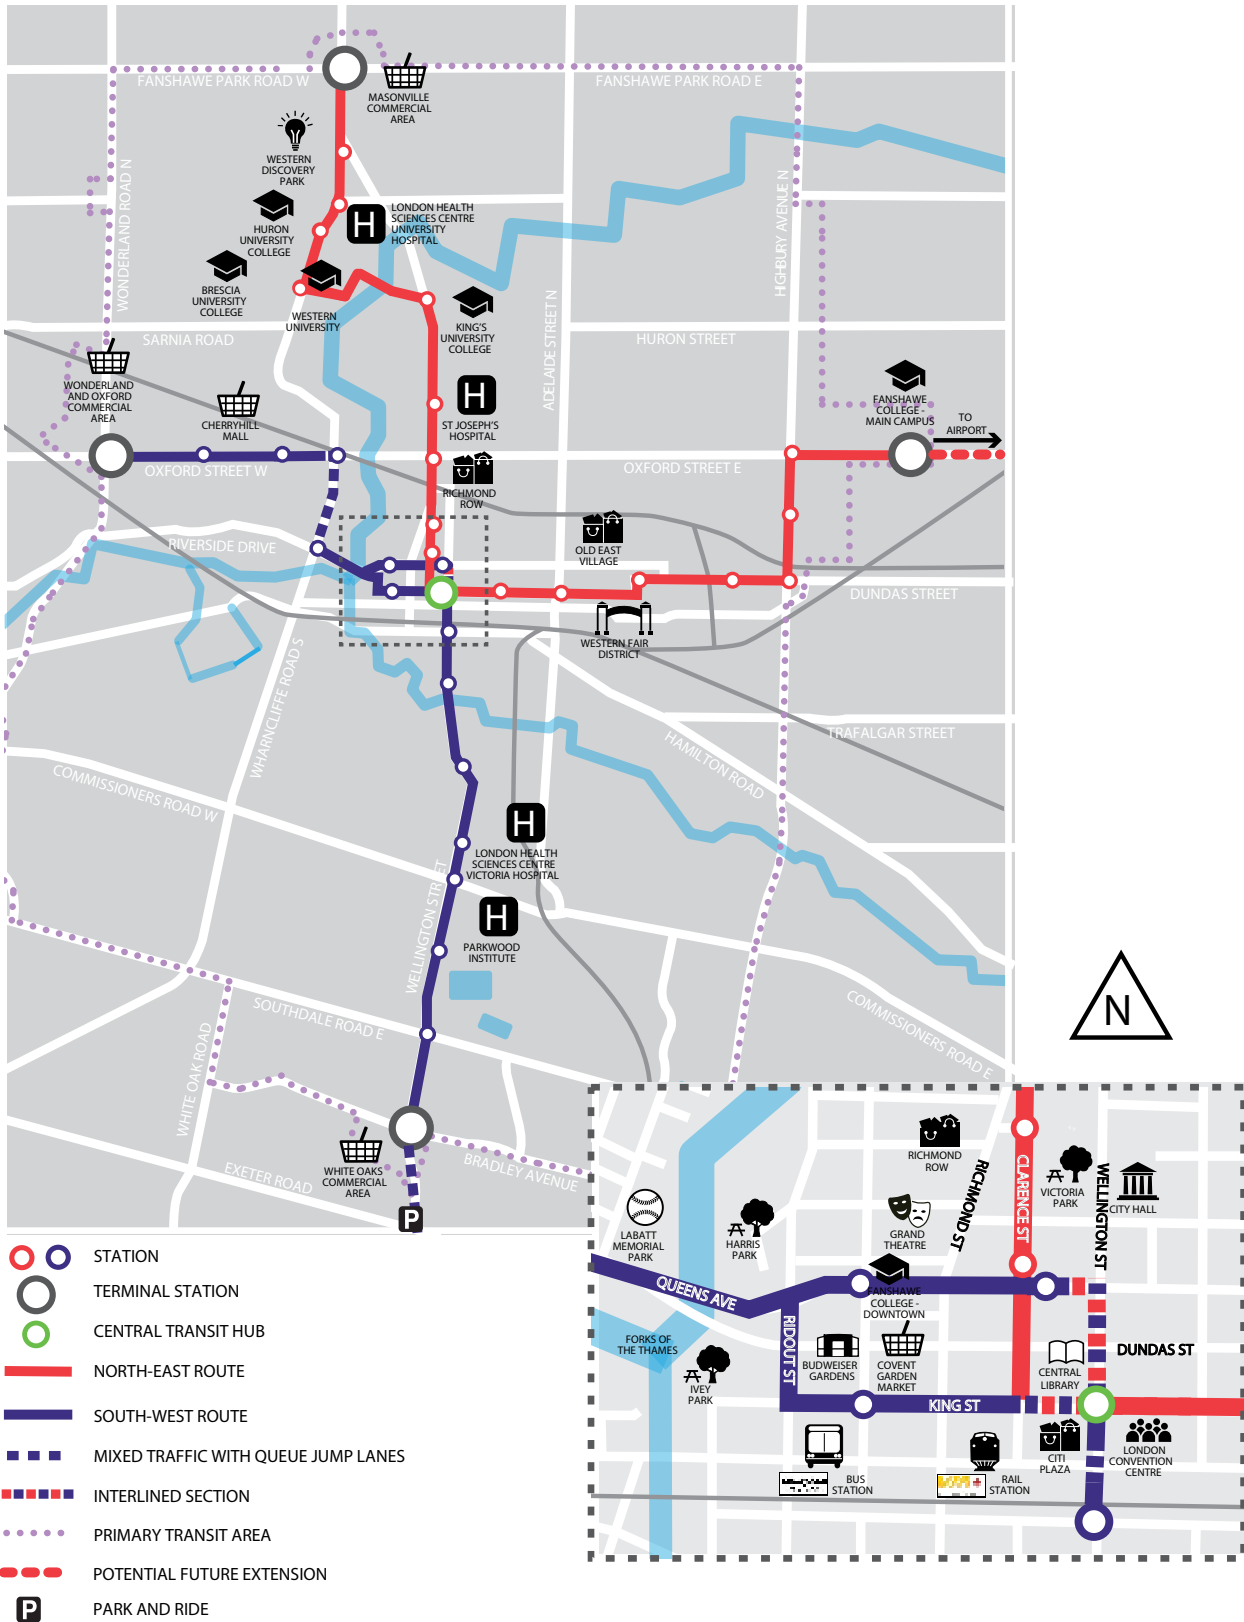 FANSHAWE PARK ROAD W
FANSHAWE PARK ROAD E
MASONVILLE
COMMERCIAL
AREA
WESTERN
DISCOVERY
PARK
WONDERLAND ROAD N
HURON
UNIVERSITY
COLLEGE
H
LONDON HEALTH
SCIENCES CENTRE
UNIVERSITY
HOSPITAL
HIGHBURY AVENUE N
BRESCIA
UNIVERSITY
COLLEGE
WESTERN
UNIVERSITY
KING'S
UNIVERSITY
COLLEGE
ADELAIDE STREET N
SARNIA ROAD
HURON STREET
WONDERLAND
AND OXFORD
COMMERCIAL
AREA
CHERRYHILL
MALL
H
ST JOSEPH'S
HOSPITAL
FANSHAWE
COLLEGE -
MAIN CAMPUS
TO
AIRPORT
OXFORD STREET W
OXFORD STREET E
RICHMOND
ROW
OLD EAST
VILLAGE
RIVERSIDE DRIVE
DUNDAS STREET
WESTERN FAIR
DISTRICT
WHARNCLIFFE ROAD S
HAMILTON ROAD
TRAFALGAR STREET
COMMISSIONERS ROAD W
H
LONDON HEALTH
SCIENCES CENTRE
VICTORIA HOSPITAL
WELLINGTON STREET
H
PARKWOOD
INSTITUTE
SOUTHDALE ROAD E
COMMISSIONERS ROAD E
WHITE OAK ROAD
N
WHITE OAKS
COMMERCIAL
AREA
BRADLEY AVENUE
EXETER ROAD
P
RICHMOND
ROW
RICHMOND ST
CLARENCE ST
VICTORIA
PARK
WELLINGTON ST
CITY HALL
LABATT
MEMORIAL
PARK
HARRIS
PARK
GRAND
THEATRE
QUEENS AVE
FANSHAWE
COLLEGE -
DOWNTOWN
RIDOUT ST
FORKS OF
THE THAMES
BUDWEISER
GARDENS
COVENT
GARDEN
MARKET
CENTRAL
LIBRARY
DUNDAS ST
IVEY
PARK
KING ST
BUS
STATION
RAIL
STATION
CITI
PLAZA
LONDON
CONVENTION
CENTRE
STATION
TERMINAL STATION
CENTRAL TRANSIT HUB
NORTH-EAST ROUTE
SOUTH-WEST ROUTE
MIXED TRAFFIC WITH QUEUE JUMP LANES
INTERLINED SECTION
PRIMARY TRANSIT AREA
POTENTIAL FUTURE EXTENSION
P
PARK AND RIDE